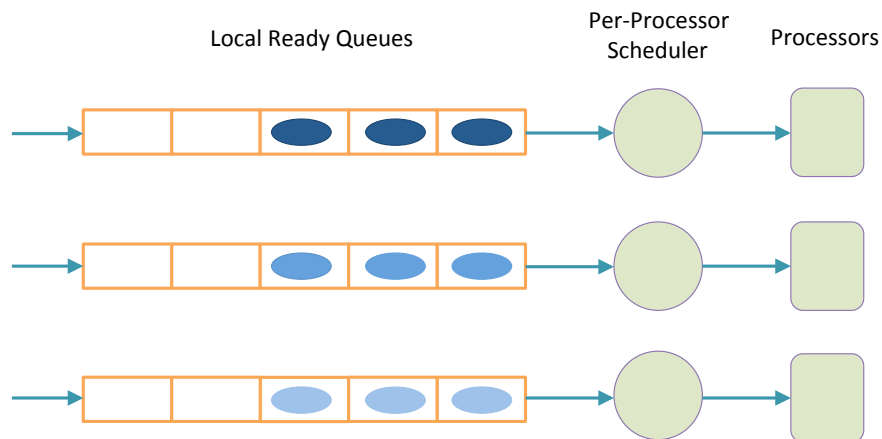 Local Ready Queues
Per-Processor
Scheduler
Processors